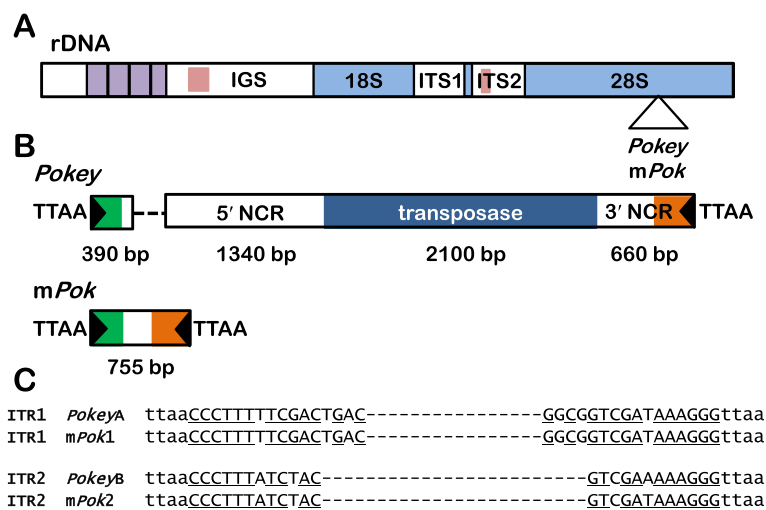 A
rDNA
IGS 18S ITS1 ITS2 28S
Pokey
mPok
B
Pokey
TTAA 5′ NCR transposase 3′ NCR TTAA
390 bp 1340 bp 2100 bp 660 bp
mPok
TTAA TTAA
755 bp
C
ITR1 PokeyA ttaaCCCTTTTTCGACTGAC----------------GGCGGTCGATAAAGGGttaa
ITR1 mPok1 ttaaCCCTTTTTCGACTGAC----------------GGCGGTCGATAAAGGGttaa
ITR2 PokeyB ttaaCCCTTTATCTAC------------------------GTCGAAAAAGGGttaa
ITR2 mPok2 ttaaCCCTTTATCTAC------------------------GTCGATAAAGGGttaa